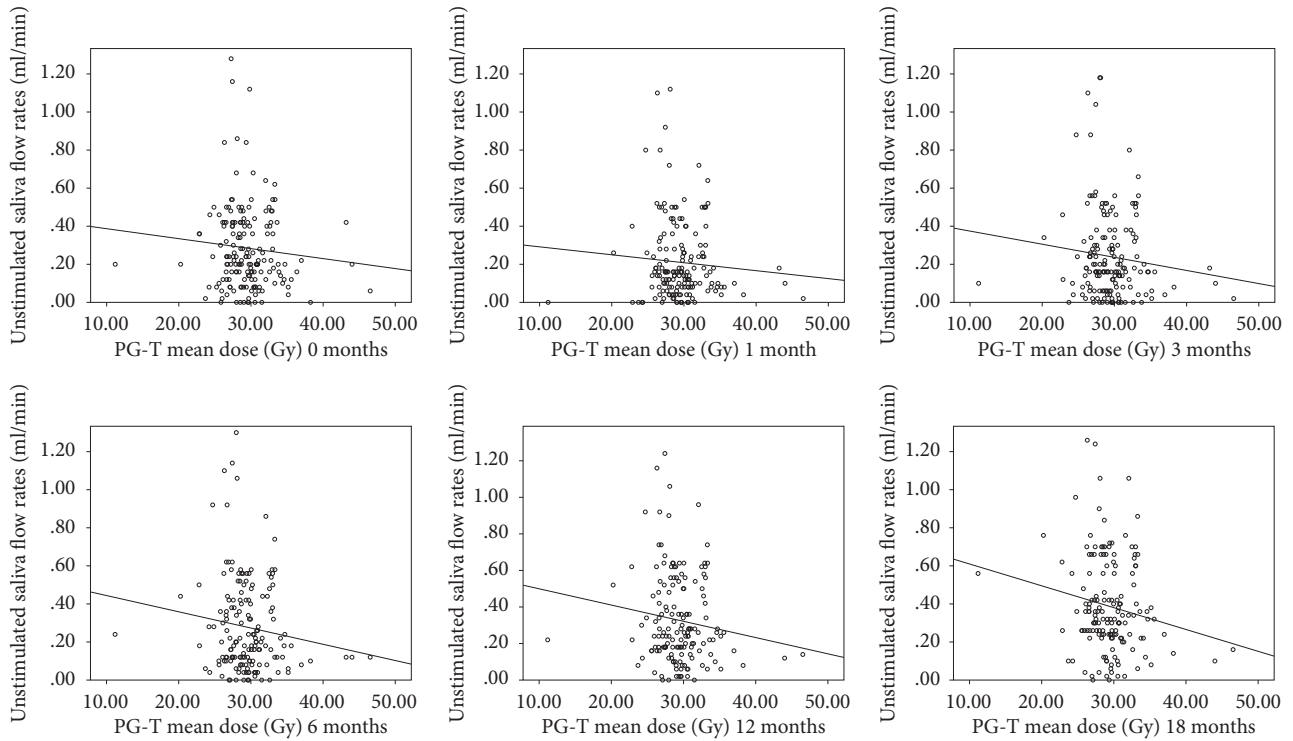 Unstimulated saliva flow rates (ml/min)
1.20
1.00
.80
.60
.40
.20
.00
10.00 20.00 30.00 40.00 50.00
PG-T mean dose (Gy) 0 months
Unstimulated saliva flow rates (ml/min)
1.20
1.00
.80
.60
.40
.20
.00
10.00 20.00 30.00 40.00 50.00
PG-T mean dose (Gy) 1 month
Unstimulated saliva flow rates (ml/min)
1.20
1.00
.80
.60
.40
.20
.00
10.00 20.00 30.00 40.00 50.00
PG-T mean dose (Gy) 3 months
Unstimulated saliva flow rates (ml/min)
1.20
1.00
.80
.60
.40
.20
.00
10.00 20.00 30.00 40.00 50.00
PG-T mean dose (Gy) 6 months
Unstimulated saliva flow rates (ml/min)
1.20
1.00
.80
.60
.40
.20
.00
10.00 20.00 30.00 40.00 50.00
PG-T mean dose (Gy) 12 months
Unstimulated saliva flow rates (ml/min)
1.20
1.00
.80
.60
.40
.20
.00
10.00 20.00 30.00 40.00 50.00
PG-T mean dose (Gy) 18 months